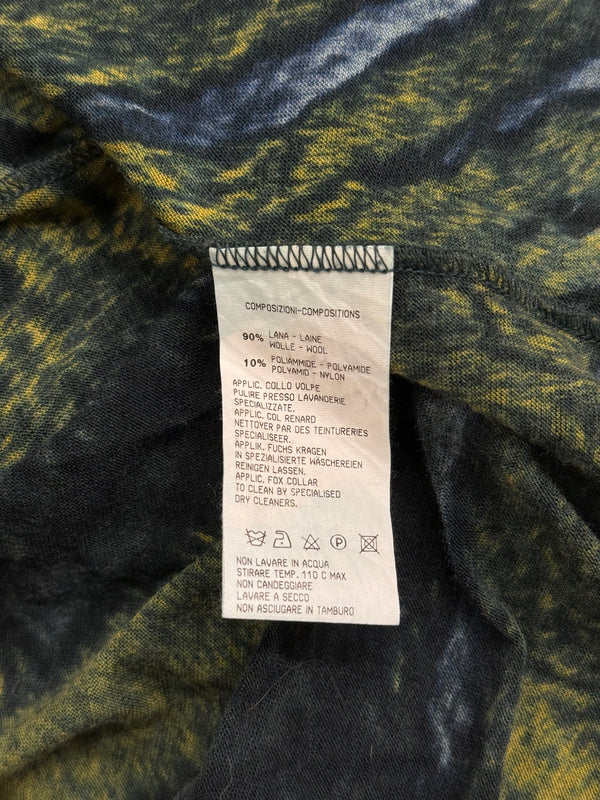 COMPOSIZIONI-COMPOSITIONS
90% LANA - LAINE
WOLLE - WOOL
10% POLIAMMIDE - POLYAMIDE
POLYAMID - NYLON
APPLIC. COLLO VOLPE
PULIRE PRESSO LAVANDERIE
SPECIALIZZATE.
APPLIC. COL RENARD
NETTOYER PAR DES TEINTURERIES
SPECIALISEER.
APPLIK. FUCHS KRAGEN
IN SPEZIALISIERTE WÄSCHEREIEN
REINIGEN LASSEN.
APPLIC. FOX COLLAR
TO CLEAN BY SPECIALISED
DRY CLEANERS.
P
NON LAVARE IN ACQUA
STIRARE TEMP. 110 C MAX
NON CANDEGGIARE
LAVARE A SECCO
NON ASCIUGARE IN TAMBURO